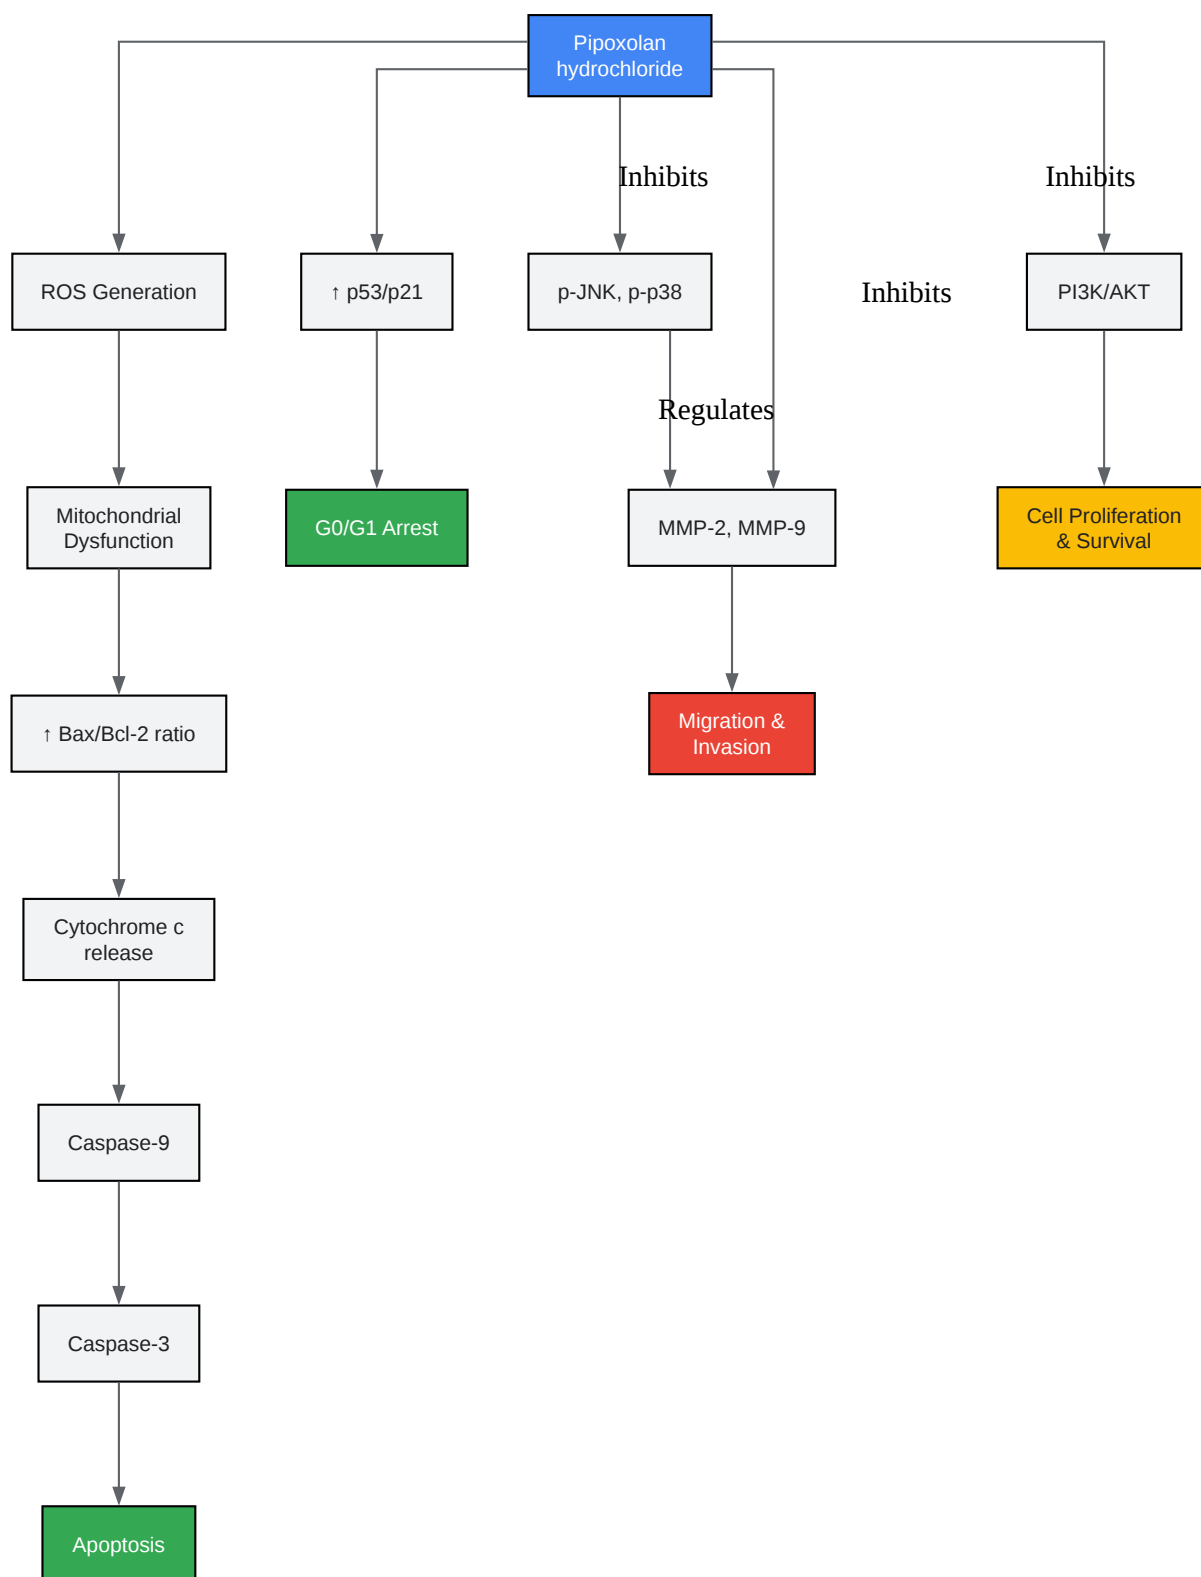 Pipoxolan
hydrochloride
Inhibits
Inhibits
ROS Generation
↑ p53/p21
p-JNK, p-p38
Inhibits
PI3K/AKT
Regulates
Mitochondrial
Dysfunction
G0/G1 Arrest
MMP-2, MMP-9
Cell Proliferation
& Survival
↑ Bax/Bcl-2 ratio
Migration &
Invasion
Cytochrome c
release
Caspase-9
Caspase-3
Apoptosis